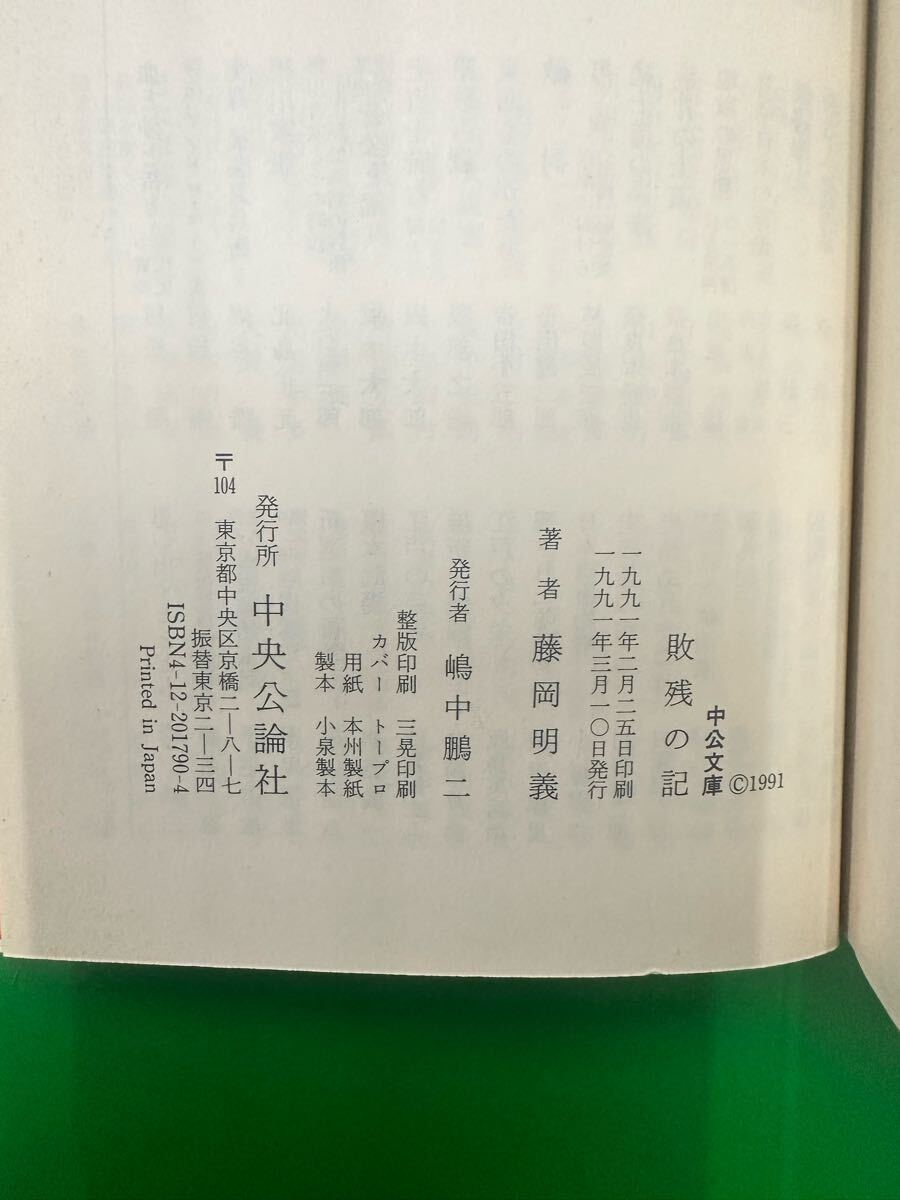 中公文庫 ©1991
敗残の記
一九九一年二月二五日印刷
一九九一年三月一〇日発行
著者 藤岡明義
発行者 嶋中鵬二
整版印刷 三晃印刷
カバー トープロ
用紙 本州製紙
製本 小泉製本
発行所 中央公論社
〒104 東京都中央区京橋二―八―七
振替東京二―三四
ISBN4-12-201790-4
Printed in Japan